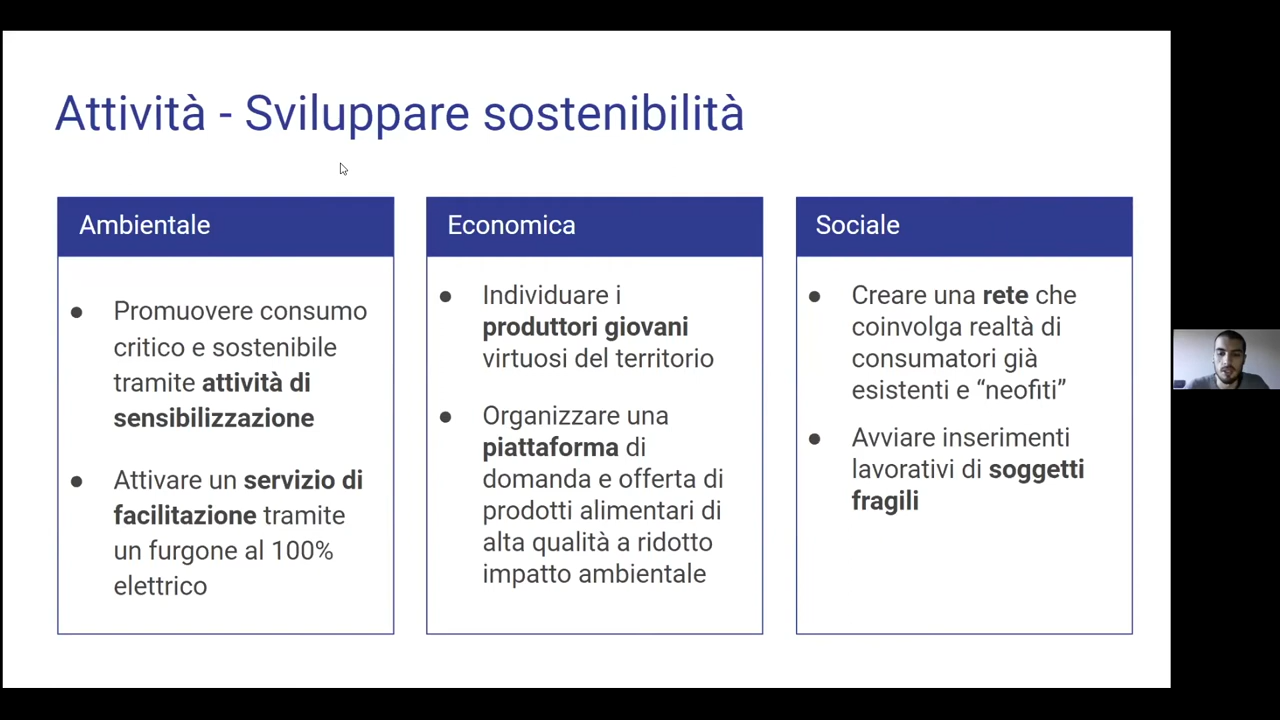 Attività - Sviluppare sostenibilità
Ambientale
● Promuovere consumo
critico e sostenibile
tramite attività di
sensibilizzazione
● Attivare un servizio di
facilitazione tramite
un furgone al 100%
elettrico
Economica
● Individuare i
produttori giovani
virtuosi del territorio
● Organizzare una
piattaforma di
domanda e offerta di
prodotti alimentari di
alta qualità a ridotto
impatto ambientale
Sociale
● Creare una rete che
coinvolga realtà di
consumatori già
esistenti e “neofiti”
● Avviare inserimenti
lavorativi di soggetti
fragili